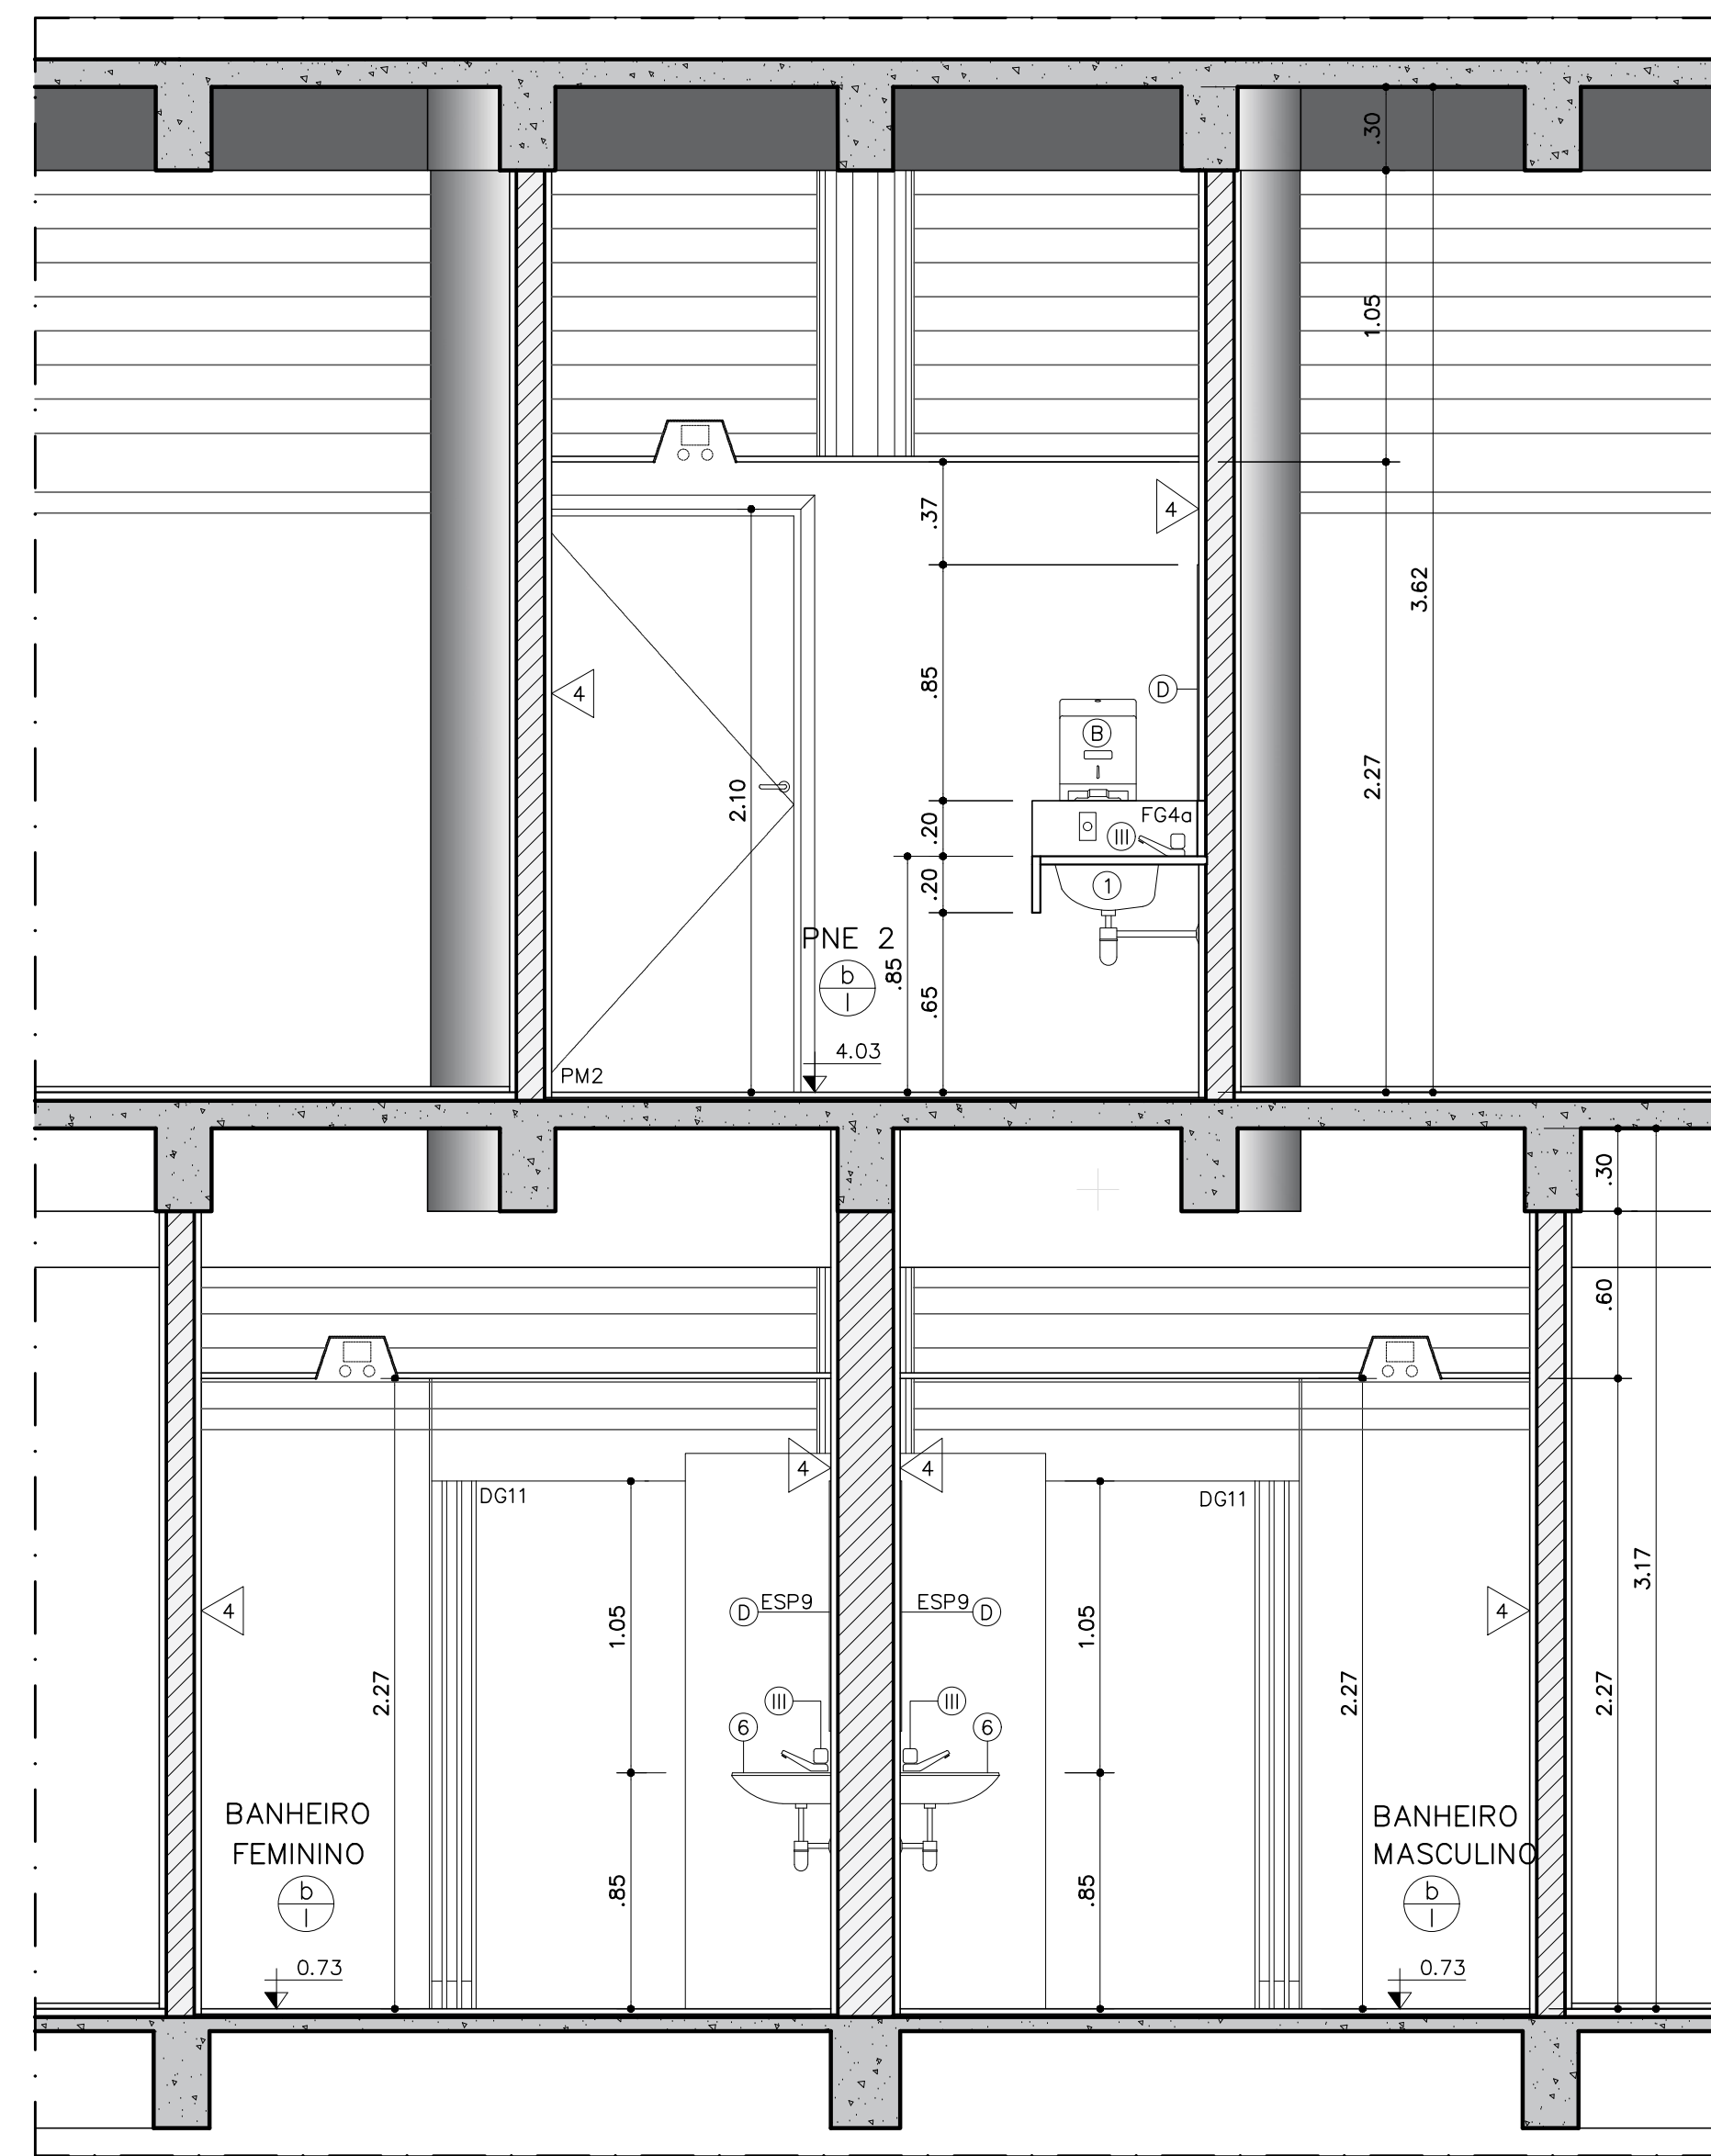 .30
1.05
.37
4
3.62
.85
4
D
B
2.10
2.27
FG4a
.20
III
.20
1
PNE 2
b
I
.85
.65
4.03
PM2
.30
.60
4
4
DG11
DG11
3.17
ESP9
D
ESP9
D
4
4
1.05
1.05
2.27
2.27
2.27
III
III
6
6
BANHEIRO
FEMININO
b
I
BANHEIRO
MASCULINO
b
I
.85
.85
0.73
0.73